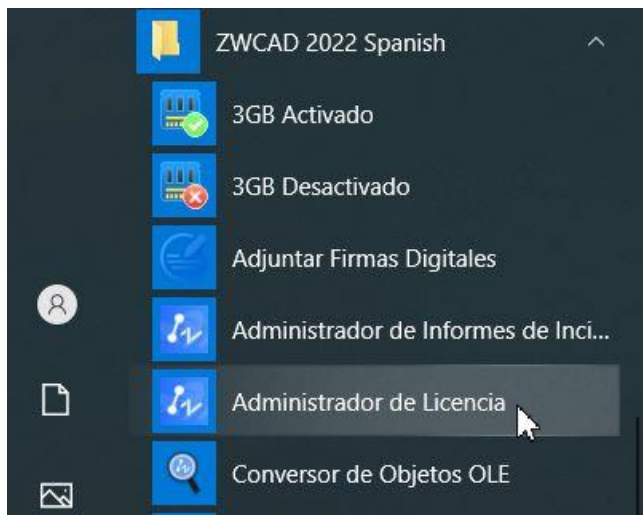 ZWCAD 2022 Spanish
3GB Activado
3GB Desactivado
Adjuntar Firmas Digitales
Administrador de Informes de Inci...
Administrador de Licencia
Conversor de Objetos OLE